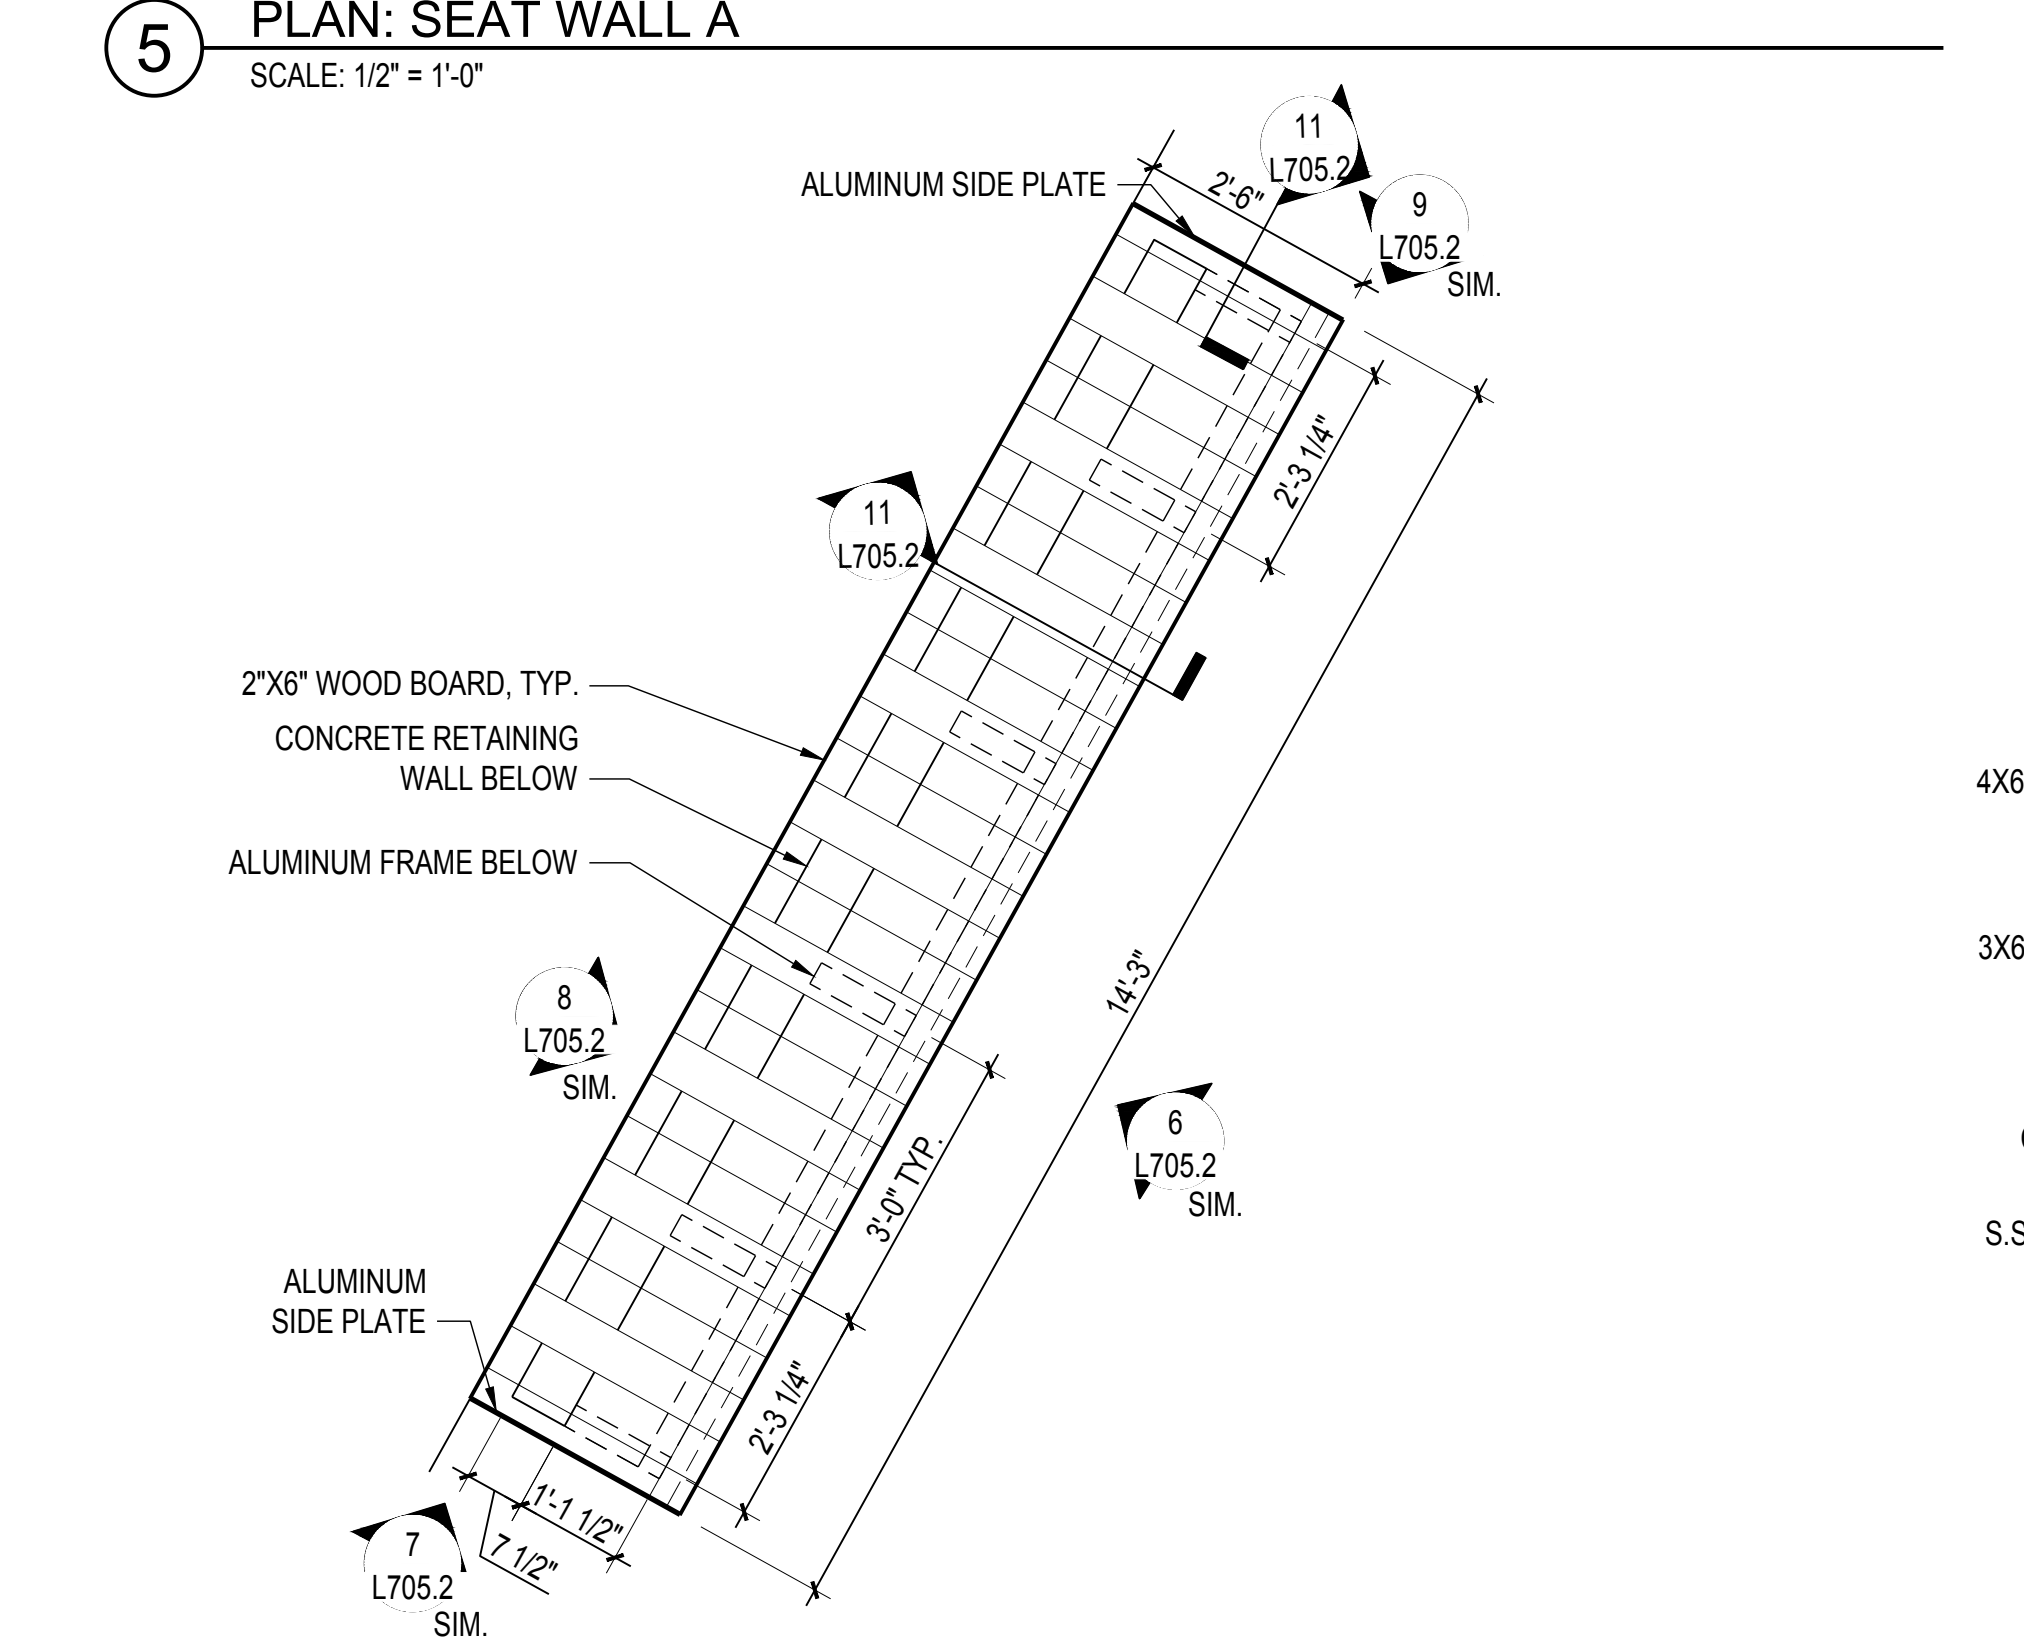 5
PLAN: SEAT WALL A
SCALE: 1/2" = 1'-0"
11
L705.2
ALUMINUM SIDE PLATE
2'-6"
9
L705.2
SIM.
2'-3 1/4"
11
L705.2
2"X6" WOOD BOARD, TYP.
CONCRETE RETAINING
WALL BELOW
4X6
ALUMINUM FRAME BELOW
3X6
14'-3"
8
L705.2
SIM.
6
L705.2
SIM.
3'-0" TYP.
S.S
ALUMINUM
SIDE PLATE
2'-3 1/4"
1'-1 1/2"
7 1/2"
7
L705.2
SIM.